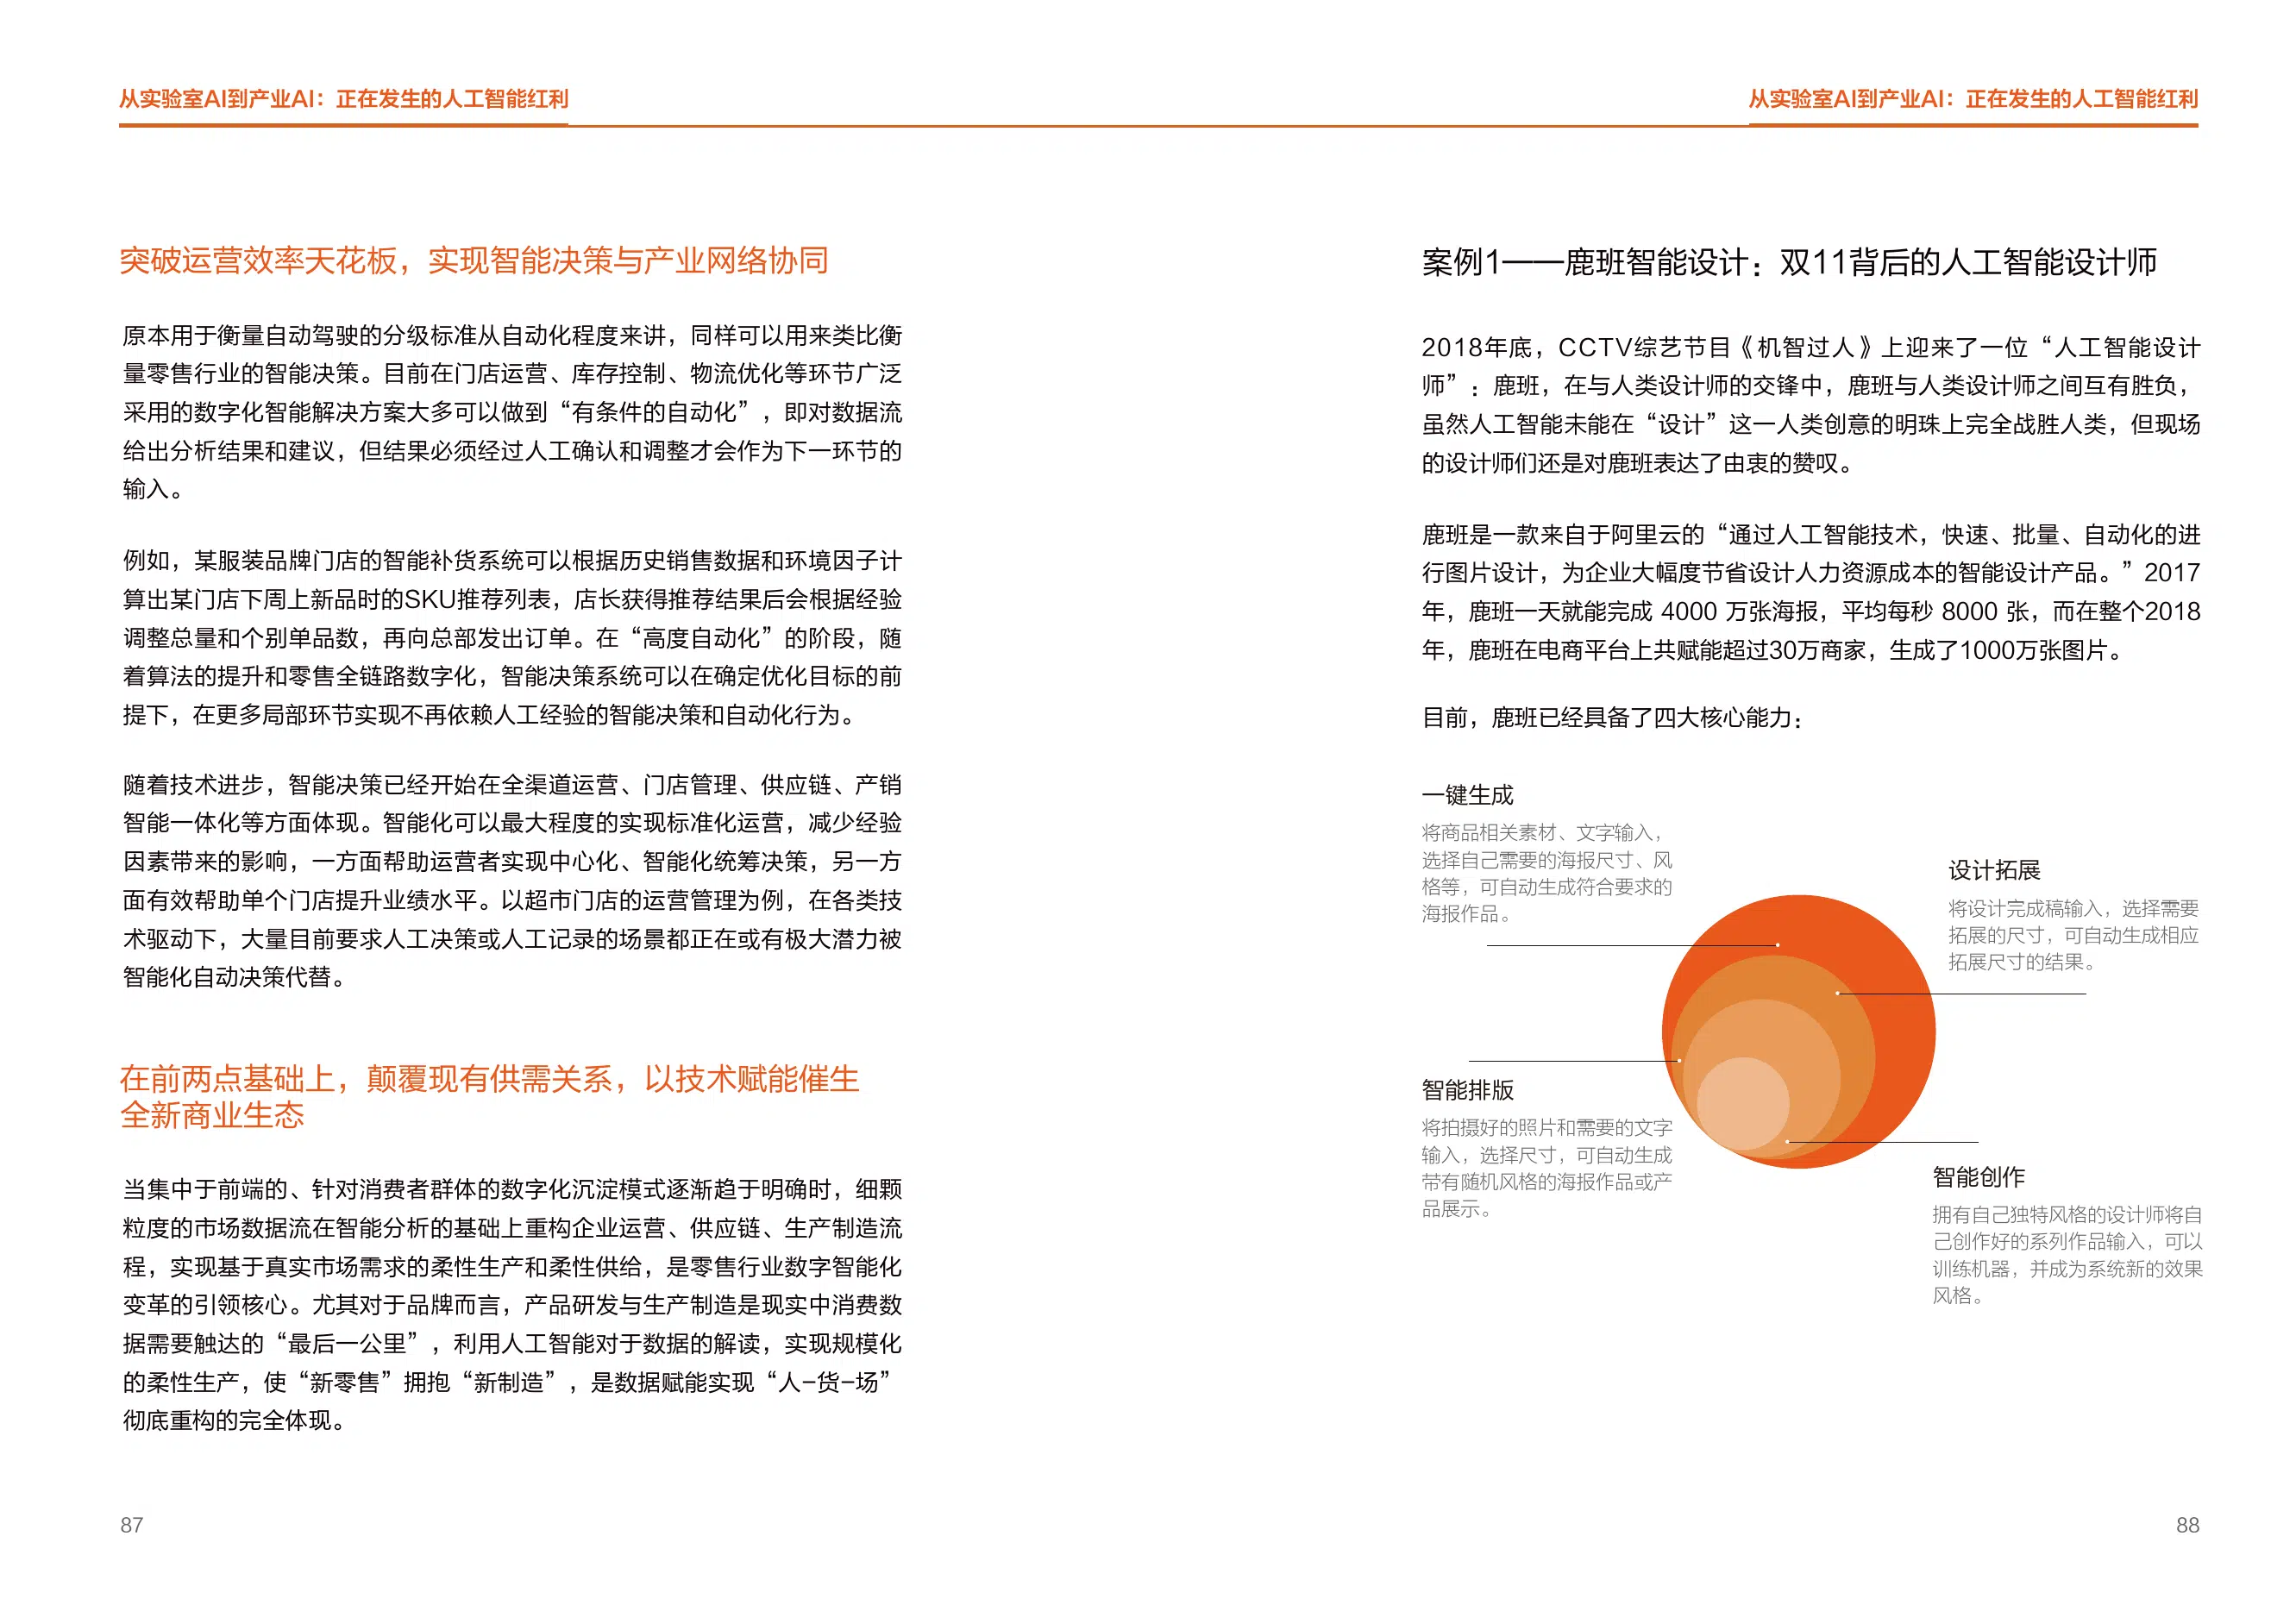 从实验室AI到产业AI：正在发生的人工智能红利
突破运营效率天花板，实现智能决策与产业网络协同
原本用于衡量自动驾驶的分级标准从自动化程度来讲，同样可以用来类比衡
量零售行业的智能决策。目前在门店运营、库存控制、物流优化等环节广泛
采用的数字化智能解决方案大多可以做到“有条件的自动化”，即对数据流
给出分析结果和建议，但结果必须经过人工确认和调整才会作为下一环节的
输入。
例如，某服装品牌门店的智能补货系统可以根据历史销售数据和环境因子计
算出某门店下周上新品时的SKU推荐列表，店长获得推荐结果后会根据经验
调整总量和个别单品数，再向总部发出订单。在“高度自动化”的阶段，随
着算法的提升和零售全链路数字化，智能决策系统可以在确定优化目标的前
提下，在更多局部环节实现不再依赖人工经验的智能决策和自动化行为。
随着技术进步，智能决策已经开始在全渠道运营、门店管理、供应链、产销
智能一体化等方面体现。智能化可以最大程度的实现标准化运营，减少经验
因素带来的影响，一方面帮助运营者实现中心化、智能化统筹决策，另一方
面有效帮助单个门店提升业绩水平。以超市门店的运营管理为例，在各类技
术驱动下，大量目前要求人工决策或人工记录的场景都正在或有极大潜力被
智能化自动决策代替。
在前两点基础上，颠覆现有供需关系，以技术赋能催生
全新商业生态
当集中于前端的、针对消费者群体的数字化沉淀模式逐渐趋于明确时，细颗
粒度的市场数据流在智能分析的基础上重构企业运营、供应链、生产制造流
程，实现基于真实市场需求的柔性生产和柔性供给，是零售行业数字智能化
变革的引领核心。尤其对于品牌而言，产品研发与生产制造是现实中消费数
据需要触达的“最后一公里”，利用人工智能对于数据的解读，实现规模化
的柔性生产，使“新零售”拥抱“新制造”，是数据赋能实现“人–货–场”
彻底重构的完全体现。
87
从实验室AI到产业AI：正在发生的人工智能红利
案例1——鹿班智能设计：双11背后的人工智能设计师
2018年底，CCTV综艺节目《机智过人》上迎来了一位“人工智能设计
师”：鹿班，在与人类设计师的交锋中，鹿班与人类设计师之间互有胜负，
虽然人工智能未能在“设计”这一人类创意的明珠上完全战胜人类，但现场
的设计师们还是对鹿班表达了由衷的赞叹。
鹿班是一款来自于阿里云的“通过人工智能技术，快速、批量、自动化的进
行图片设计，为企业大幅度节省设计人力资源成本的智能设计产品。”2017
年，鹿班一天就能完成 4000 万张海报，平均每秒 8000 张，而在整个2018
年，鹿班在电商平台上共赋能超过30万商家，生成了1000万张图片。
目前，鹿班已经具备了四大核心能力：
一键生成
将商品相关素材、文字输入，
选择自己需要的海报尺寸、风
格等，可自动生成符合要求的
海报作品。
设计拓展
将设计完成稿输入，选择需要
拓展的尺寸，可自动生成相应
拓展尺寸的结果。
智能排版
将拍摄好的照片和需要的文字
输入，选择尺寸，可自动生成
带有随机风格的海报作品或产
品展示。
智能创作
拥有自己独特风格的设计师将自
己创作好的系列作品输入，可以
训练机器，并成为系统新的效果
风格。
88